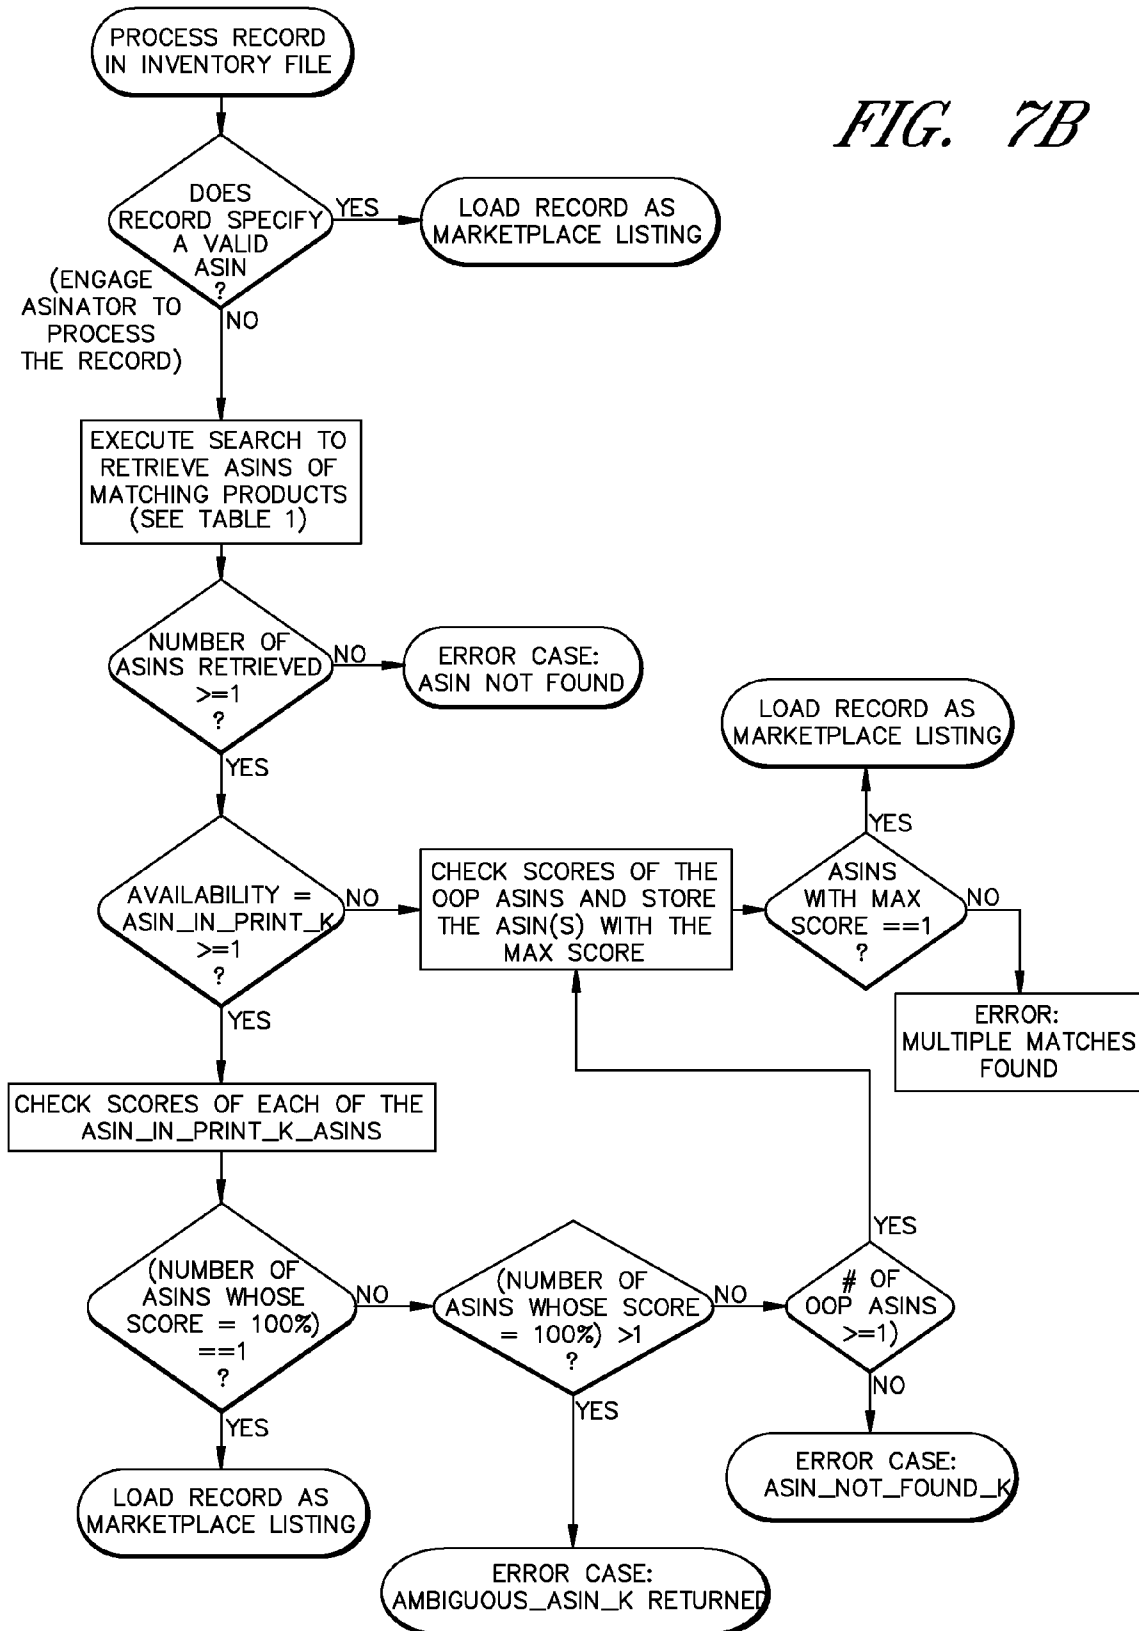 PROCESS RECORD
IN INVENTORY FILE
FIG. 7B
DOES
RECORD SPECIFY
A VALID
ASIN
?
YES
LOAD RECORD AS
MARKETPLACE LISTING
(ENGAGE
ASINATOR TO
PROCESS
THE RECORD)
NO
EXECUTE SEARCH TO
RETRIEVE ASINS OF
MATCHING PRODUCTS
(SEE TABLE 1)
NUMBER OF
ASINS RETRIEVED
>=1
?
NO
ERROR CASE:
ASIN NOT FOUND
YES
LOAD RECORD AS
MARKETPLACE LISTING
YES
AVAILABILITY =
ASIN_IN_PRINT_K
>=1
?
NO
CHECK SCORES OF THE
OOP ASINS AND STORE
THE ASIN(S) WITH THE
MAX SCORE
ASINS
WITH MAX
SCORE ==1
?
NO
ERROR:
MULTIPLE MATCHES
FOUND
YES
CHECK SCORES OF EACH OF THE
ASIN_IN_PRINT_K_ASINS
(NUMBER OF
ASINS WHOSE
SCORE = 100%)
==1
?
NO
(NUMBER OF
ASINS WHOSE SCORE
= 100%) >1
?
NO
YES
# OF
OOP ASINS
>=1)
NO
YES
LOAD RECORD AS
MARKETPLACE LISTING
YES
ERROR CASE:
AMBIGUOUS_ASIN_K RETURNED
ERROR CASE:
ASIN_NOT_FOUND_K